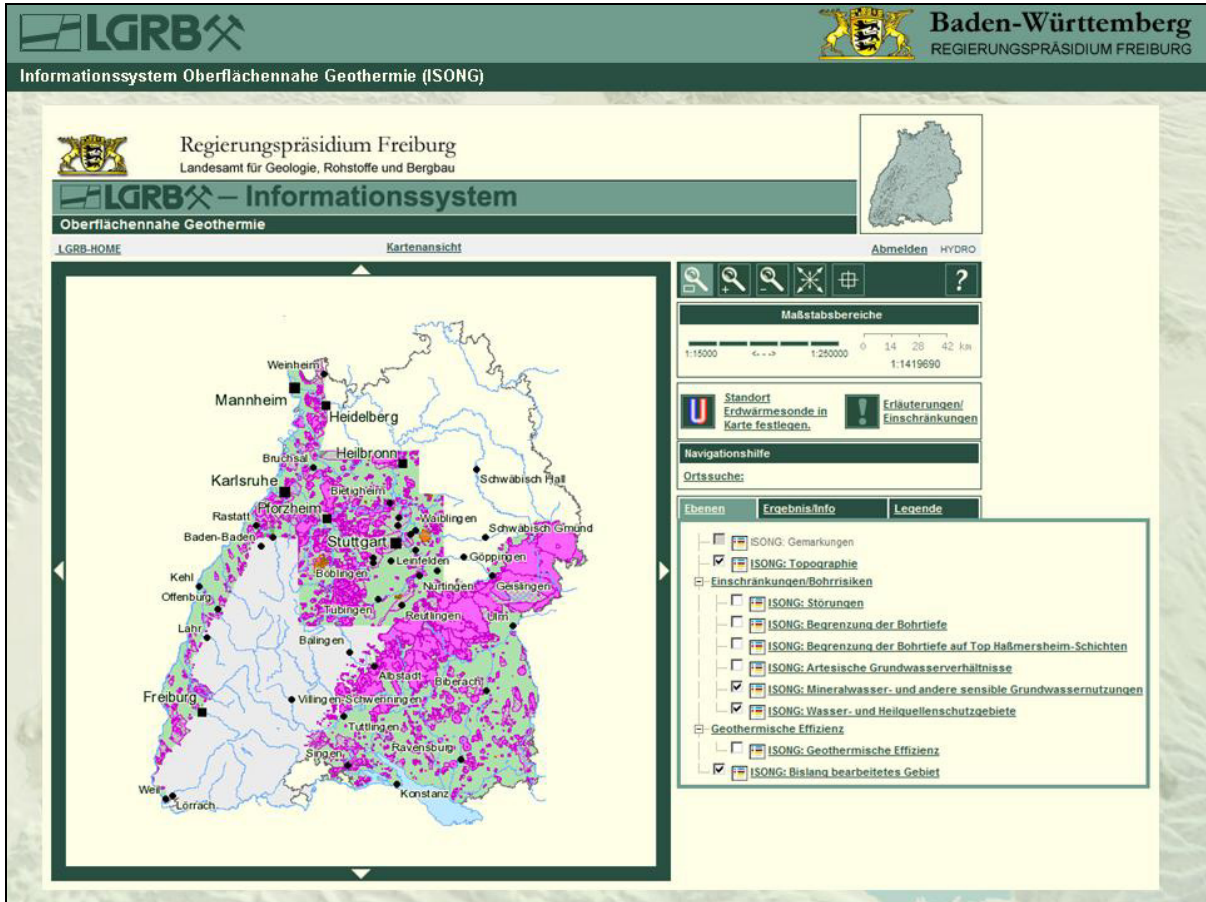 LGRB
Baden-Württemberg
REGIERUNGSPRÄSIDIUM FREIBURG
Informationssystem Oberflächennahe Geothermie (ISONG)
Regierungspräsidium Freiburg
Landesamt für Geologie, Rohstoffe und Bergbau
LGRB – Informationssystem
Oberflächennahe Geothermie
LGRB-HOME
Kartenansicht
Abmelden HYDRO
Weinheim
Mannheim
Heidelberg
Bruchsal
Heilbronn
Schwäbisch Hall
Karlsruhe
Bietigheim
Pforzheim
Rastatt
Waiblingen
Schwäbisch Gmünd
Baden-Baden
Stuttgart
Leinfelden
Göppingen
Böblingen
Kehl
Nürtingen
Geislingen
Offenburg
Tübingen
Reutlingen
Ulm
Lahr
Balingen
Albstadt
Biberach
Freiburg
Villingen-Schwenningen
Tuttlingen
Ravensburg
Singen
Weil
Lörrach
Konstanz
?
Maßstabsbereiche
1:15000 <--> 1:250000
0 14 28 42 km
1:1419690
Standort
Erdwärmesonde in
Karte festlegen.
Erläuterungen/
Einschränkungen
Navigationshilfe
Ortssuche:
Ebenen Ergebnis/Info Legende
ISONG: Gemarkungen
ISONG: Topographie
Einschränkungen/Bohrrisiken
ISONG: Störungen
ISONG: Begrenzung der Bohrtiefe
ISONG: Begrenzung der Bohrtiefe auf Top Haßmersheim-Schichten
ISONG: Artesische Grundwasserverhältnisse
ISONG: Mineralwasser- und andere sensible Grundwassernutzungen
ISONG: Wasser- und Heilquellenschutzgebiete
Geothermische Effizienz
ISONG: Geothermische Effizienz
ISONG: Bislang bearbeitetes Gebiet